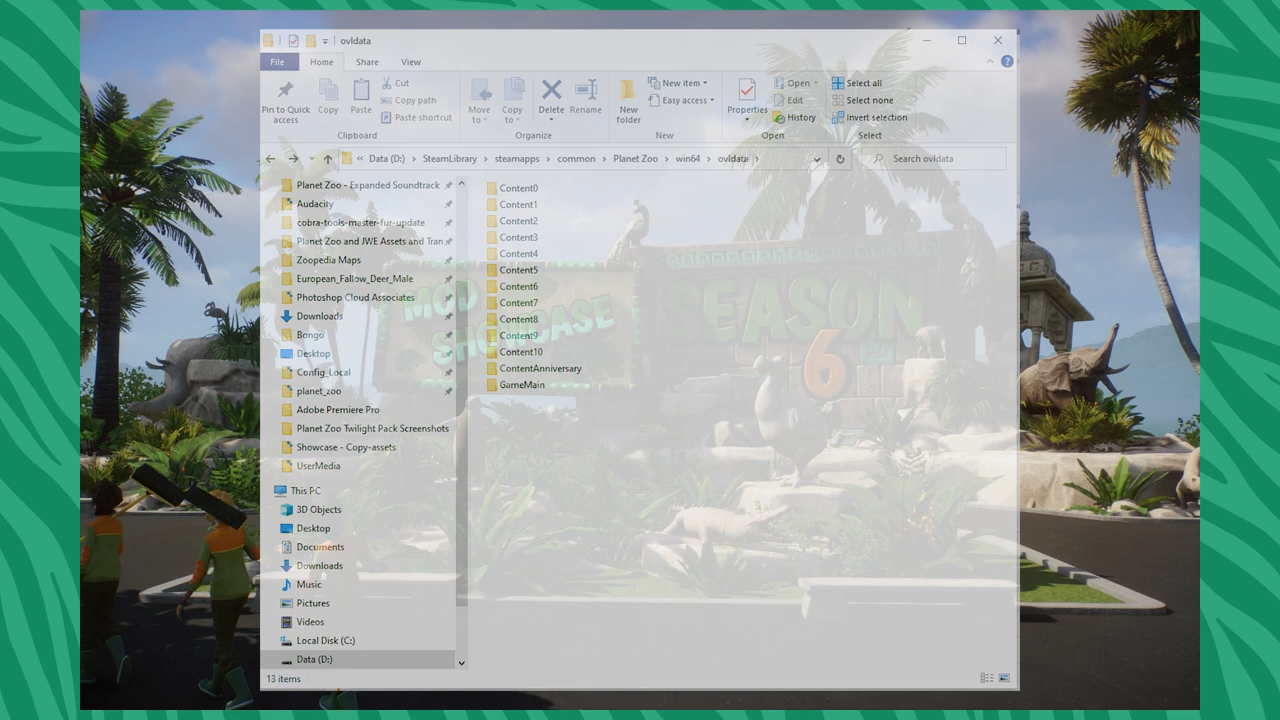 ovldata
File Home Share View
Pin to Quick access
Copy
Paste
Cut
Copy path
Paste shortcut
Clipboard
Move to
Copy to
Delete
Rename
Organize
New folder
New item
Easy access
New
Properties
Open
Edit
History
Open
Select all
Select none
Invert selection
Select
« Data (D:) > SteamLibrary > steamapps > common > Planet Zoo > win64 > ovldata >
Search ovldata
Planet Zoo - Expanded Soundtrack
Audacity
cobra-tools-master-fur-update
Planet Zoo and JWE Assets and Tran
Zoopedia Maps
European_Fallow_Deer_Male
Photoshop Cloud Associates
Downloads
Bongo
Desktop
Config_Local
planet_zoo
Adobe Premiere Pro
Planet Zoo Twilight Pack Screenshots
Showcase - Copy-assets
UserMedia
This PC
3D Objects
Desktop
Documents
Downloads
Music
Pictures
Videos
Local Disk (C:)
Data (D:)
Content0
Content1
Content2
Content3
Content4
Content5
Content6
Content7
Content8
Content9
Content10
ContentAnniversary
GameMain
MOD
SHOWCASE
SEASON
6
13 items